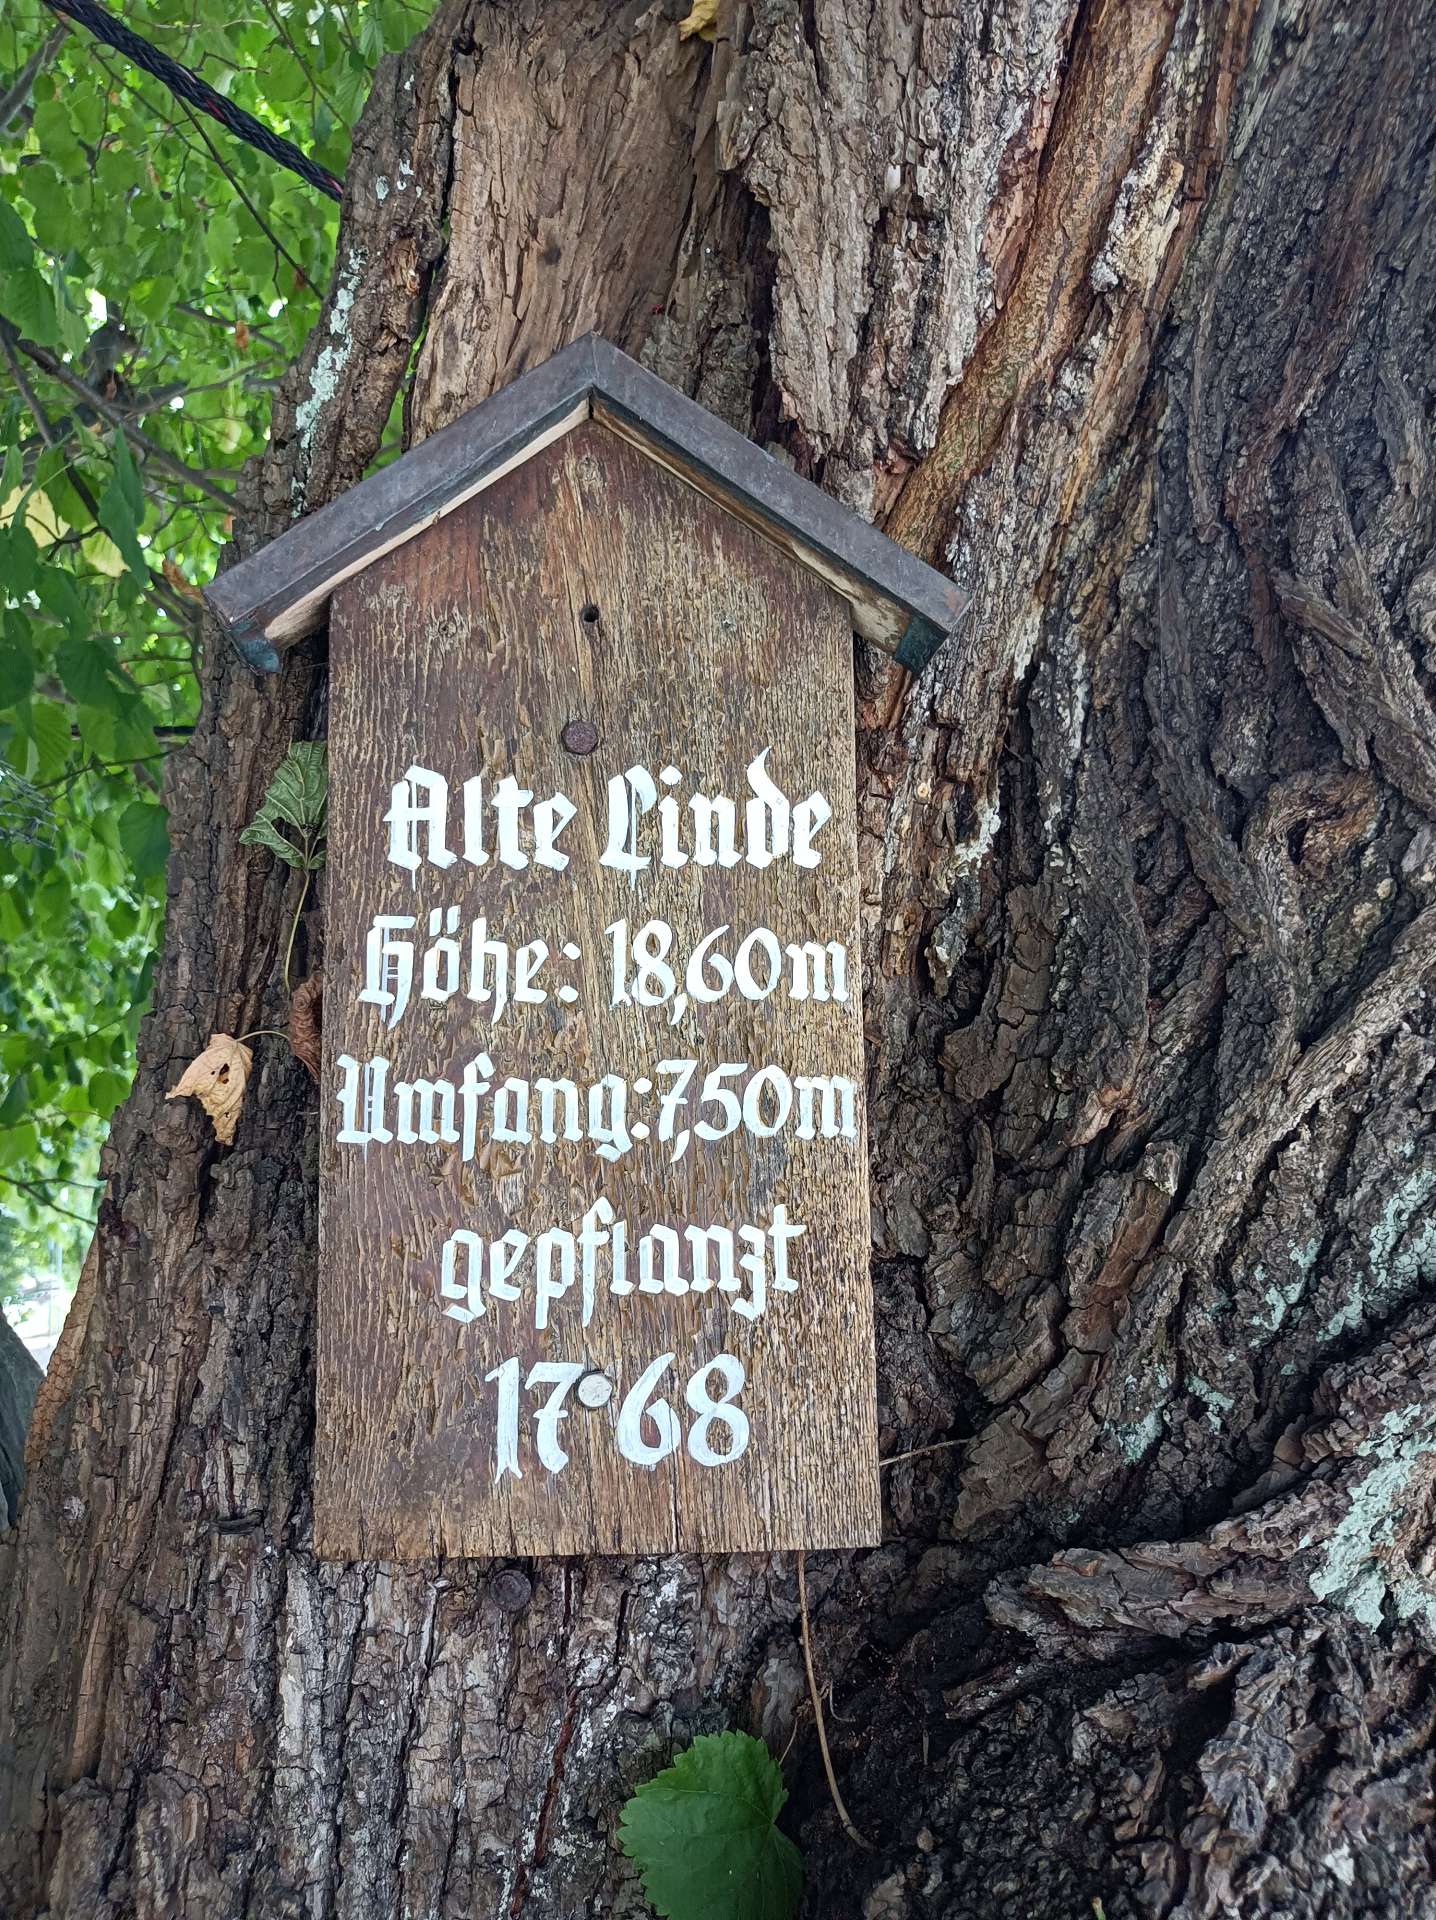 Alte Linde
Höhe: 18,60m
Umfang: 7,50m
gepflanzt
1768